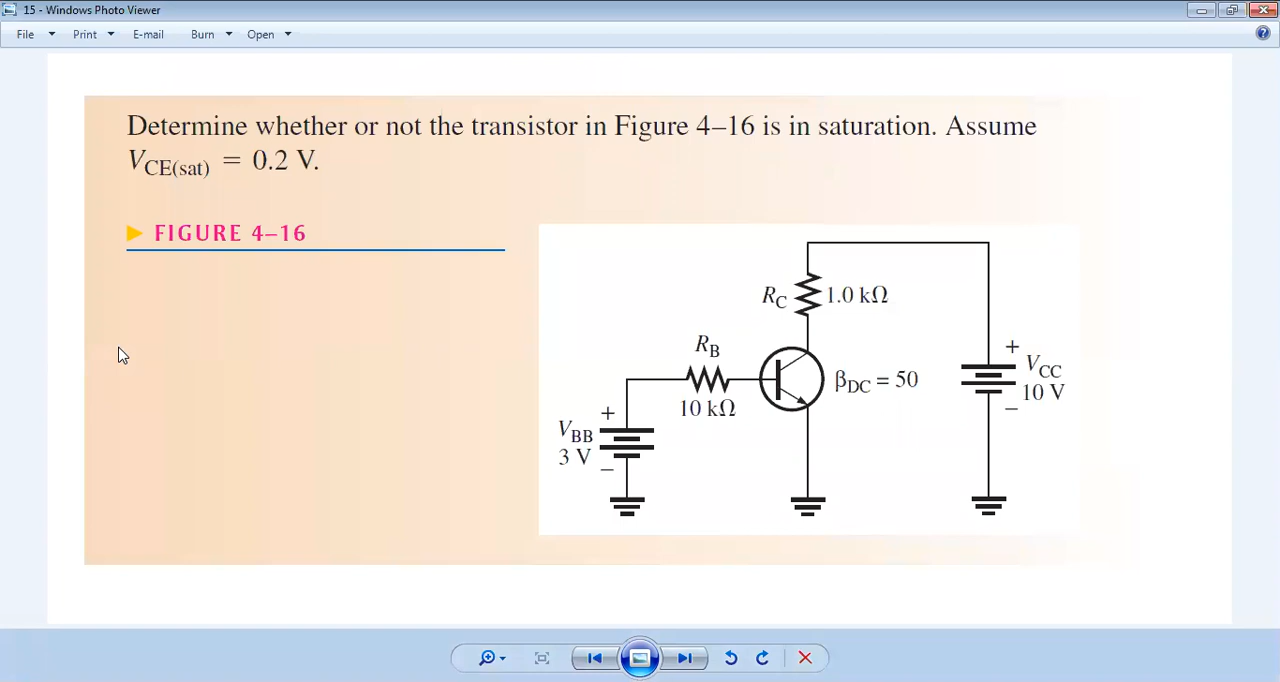 15 - Windows Photo Viewer
File Print E-mail Burn Open
Determine whether or not the transistor in Figure 4–16 is in saturation. Assume
VCE(sat) = 0.2 V.
FIGURE 4–16
RC 1.0 kΩ
RB
10 kΩ
βDC = 50
+
VCC
10 V
–
+
VBB
3 V
–